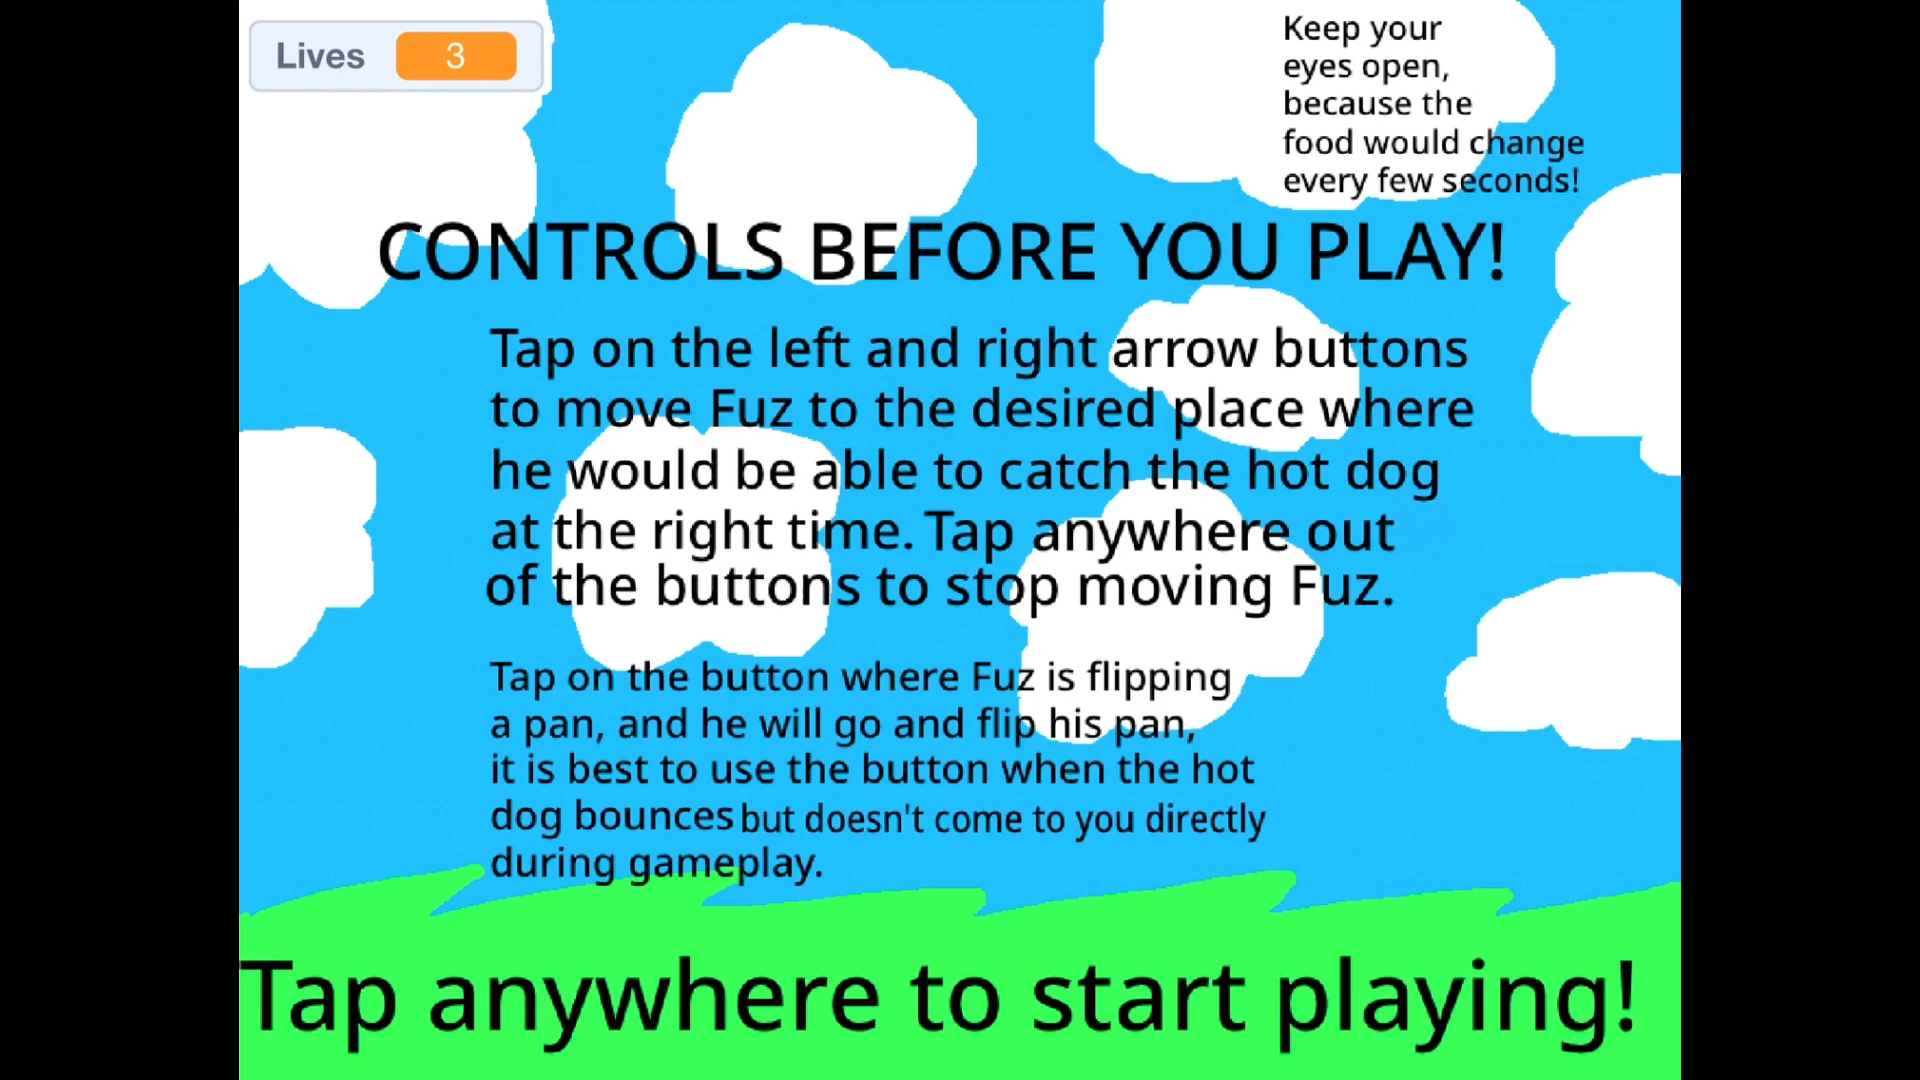 Lives 3
Keep your
eyes open,
because the
food would change
every few seconds!
CONTROLS BEFORE YOU PLAY!
Tap on the left and right arrow buttons
to move Fuz to the desired place where
he would be able to catch the hot dog
at the right time. Tap anywhere out
of the buttons to stop moving Fuz.
Tap on the button where Fuz is flipping
a pan, and he will go and flip his pan,
it is best to use the button when the hot
dog bounces but doesn't come to you directly
during gameplay.
Tap anywhere to start playing!